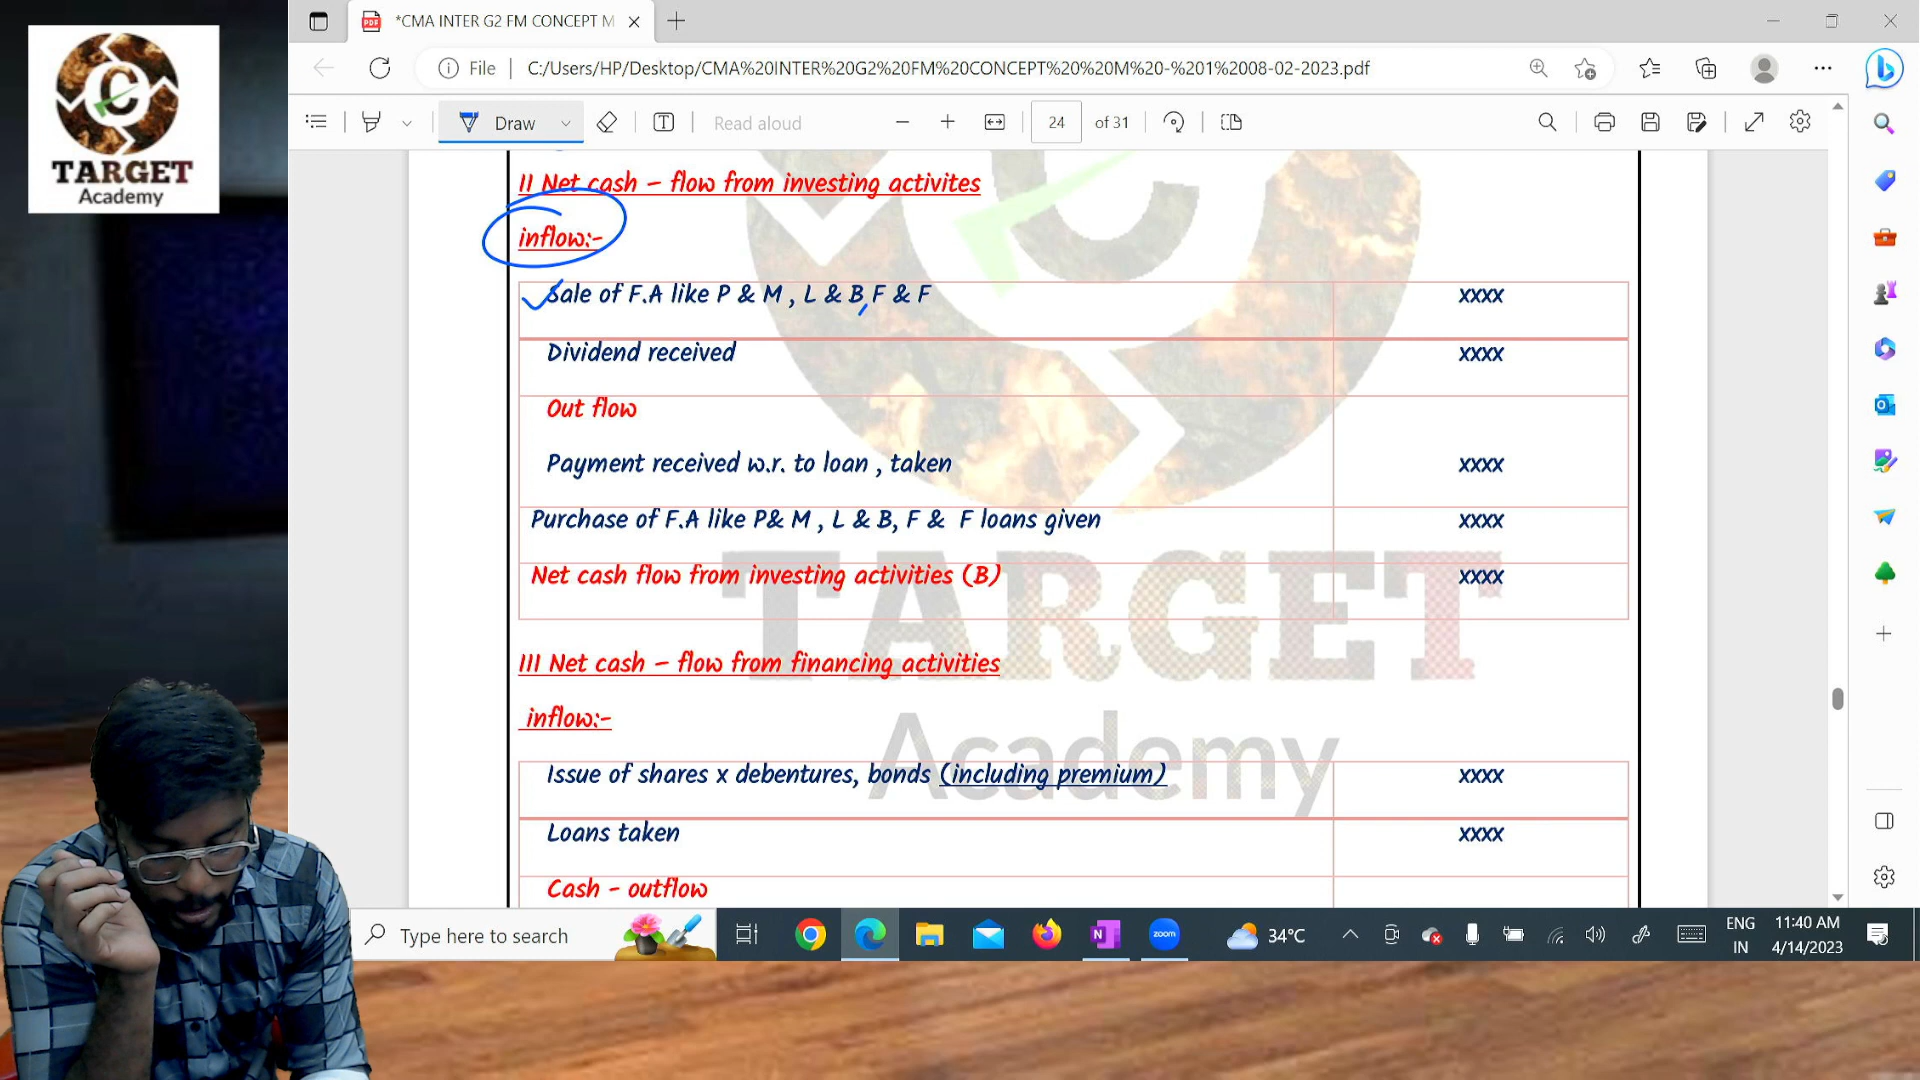 *CMA INTER G2 FM CONCEPT M
File
C:/Users/HP/Desktop/CMA%20INTER%20G2%20FM%20CONCEPT%20%20M%20-%201%2008-02-2023.pdf
Draw
Read aloud
24 of 31
C
TARGET
Academy
II Net cash – flow from investing activites
inflow:-
Sale of F.A like P & M , L & B,F & F xxxx
Dividend received xxxx
Out flow
Payment received w.r. to loan , taken xxxx
Purchase of F.A like P& M , L & B, F & F loans given xxxx
Net cash flow from investing activities (B) xxxx
III Net cash – flow from financing activities
inflow:-
Issue of shares x debentures, bonds (including premium) xxxx
Loans taken xxxx
Cash - outflow
TARGET
Academy
Type here to search
zoom
34°C
ENG
IN
11:40 AM
4/14/2023